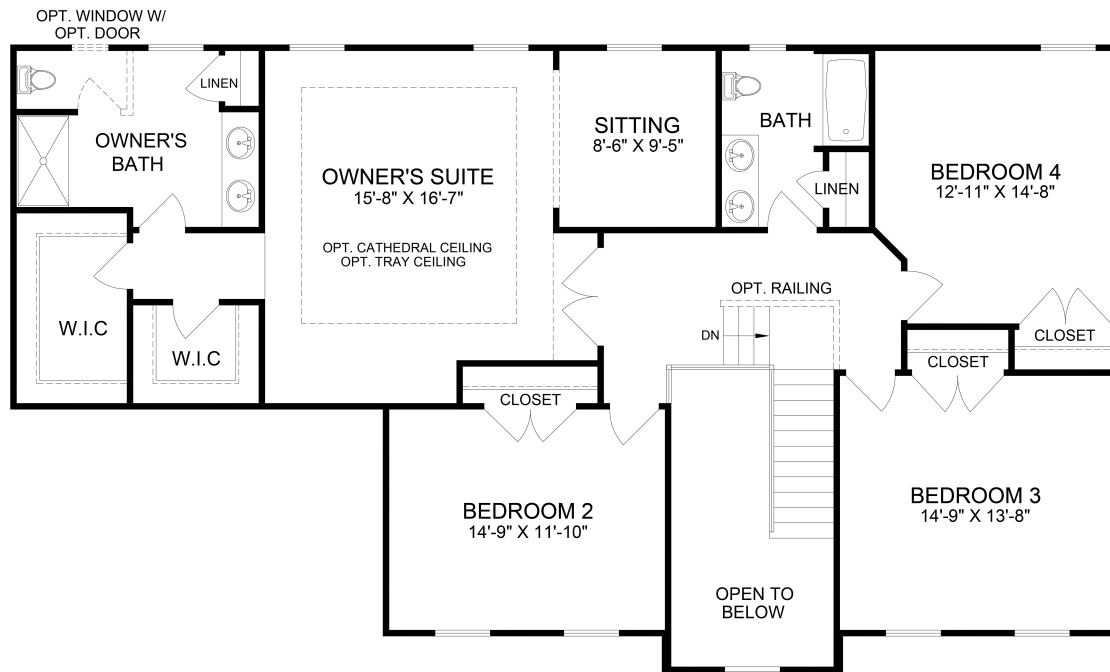 OPT. WINDOW W/
OPT. DOOR
LINEN
OWNER'S
BATH
OWNER'S SUITE
15'-8" X 16'-7"
OPT. CATHEDRAL CEILING
OPT. TRAY CEILING
SITTING
8'-6" X 9'-5"
BATH
LINEN
BEDROOM 4
12'-11" X 14'-8"
W.I.C
W.I.C
OPT. RAILING
DN
CLOSET
CLOSET
CLOSET
BEDROOM 2
14'-9" X 11'-10"
BEDROOM 3
14'-9" X 13'-8"
OPEN TO
BELOW